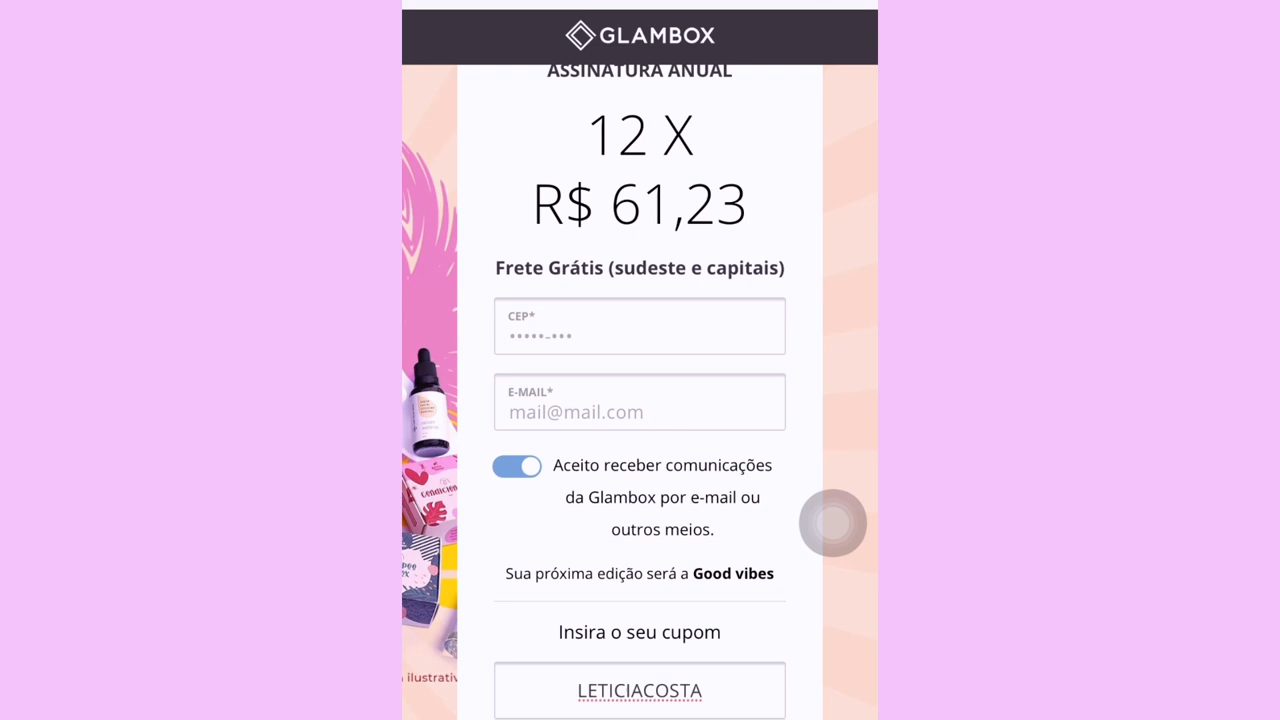 GLAMBOX
ASSINATURA ANUAL
12 X
R$ 61,23
Frete Grátis (sudeste e capitais)
CEP*
•••••-•••
E-MAIL*
mail@mail.com
Aceito receber comunicações
da Glambox por e-mail ou
outros meios.
Sua próxima edição será a Good vibes
Insira o seu cupom
LETICIACOSTA
ilustrativ